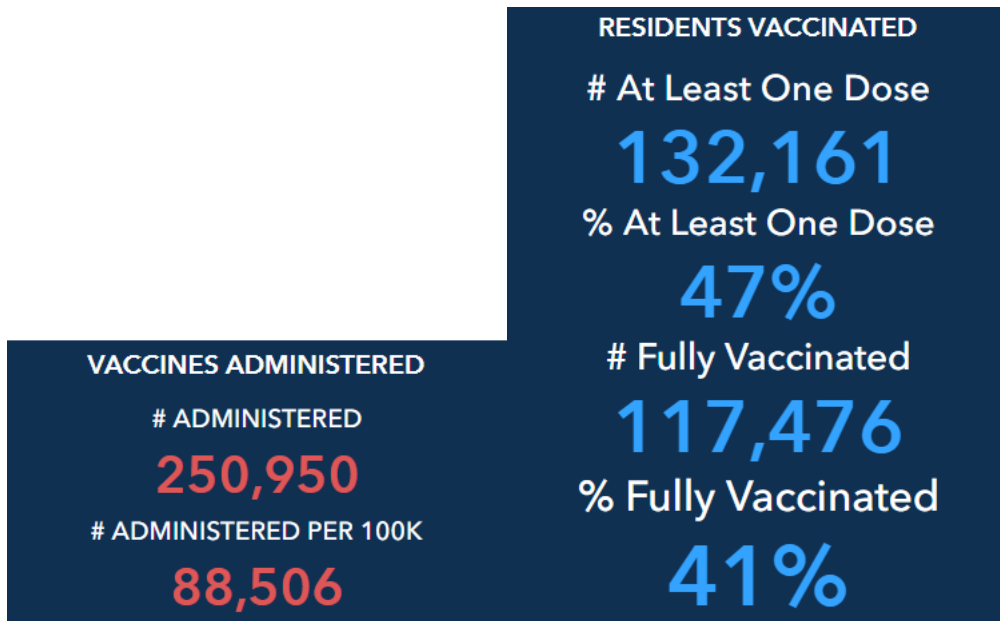 RESIDENTS VACCINATED
# At Least One Dose
132,161
% At Least One Dose
47%
# Fully Vaccinated
117,476
% Fully Vaccinated
41%
VACCINES ADMINISTERED
# ADMINISTERED
250,950
# ADMINISTERED PER 100K
88,506